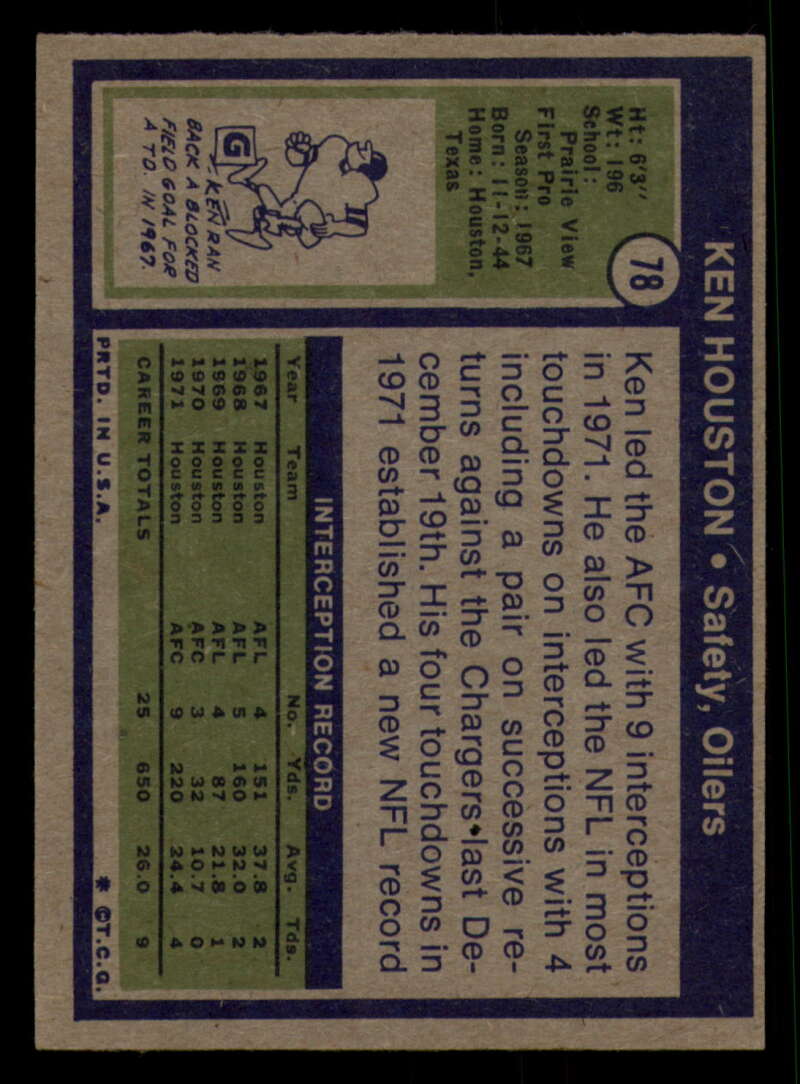 KEN HOUSTON • Safety, Oilers
78
Ht: 6'3"
Wt: 196
School:
Prairie View
First Pro
Season: 1967
Born: 11-12-44
Home: Houston,
Texas
G
KEN RAN
BACK A BLOCKED
FIELD GOAL FOR
A TD. IN 1967.
Ken led the AFC with 9 interceptions
in 1971. He also led the NFL in most
touchdowns on interceptions with 4
including a pair on successive re-
turns against the Chargers last De-
cember 19th. His four touchdowns in
1971 established a new NFL record
INTERCEPTION RECORD
Year Team No. Yds. Avg. Tds.
1967 Houston AFL 4 151 37.8 2
1968 Houston AFL 5 160 32.0 2
1969 Houston AFL 4 87 21.8 1
1970 Houston AFC 3 32 10.7 0
1971 Houston AFC 9 220 24.4 4
CAREER TOTALS 25 650 26.0 9
PRTD. IN U.S.A. * ©T.C.G.